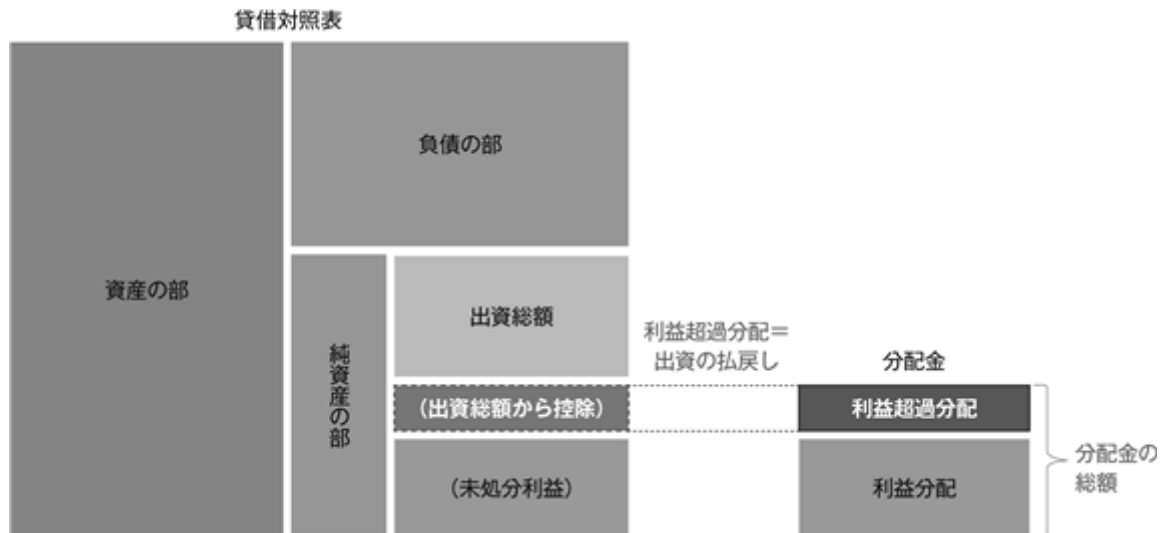 貸借対照表
資産の部
負債の部
純資産の部
出資総額
(出資総額から控除)
(未処分利益)
利益超過分配＝
出資の払戻し
分配金
利益超過分配
利益分配
分配金の
総額